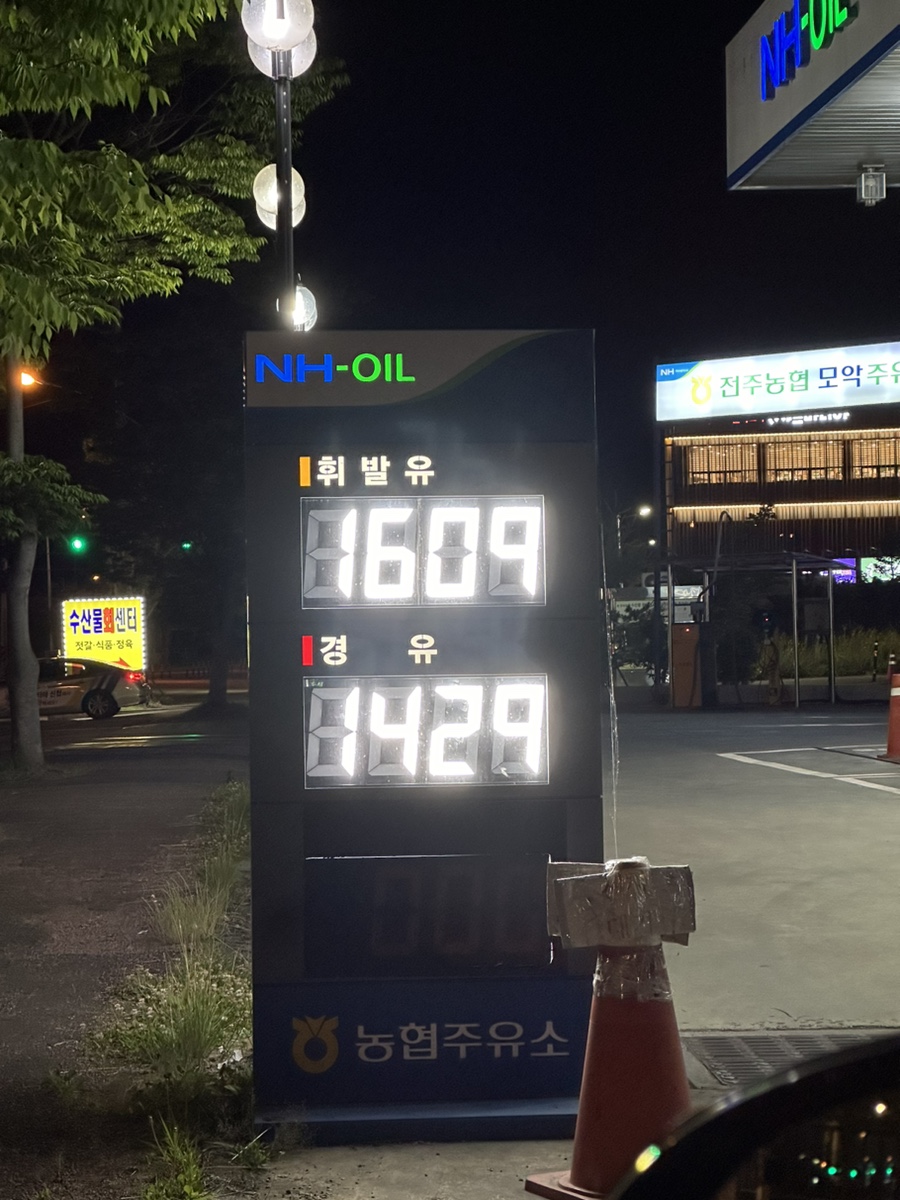 NH-OIL
NH-OIL
휘발유
1609
경유
1429
농협주유소
NH
전주농협 모악주유
수산물회센터
젓갈·식품·정육